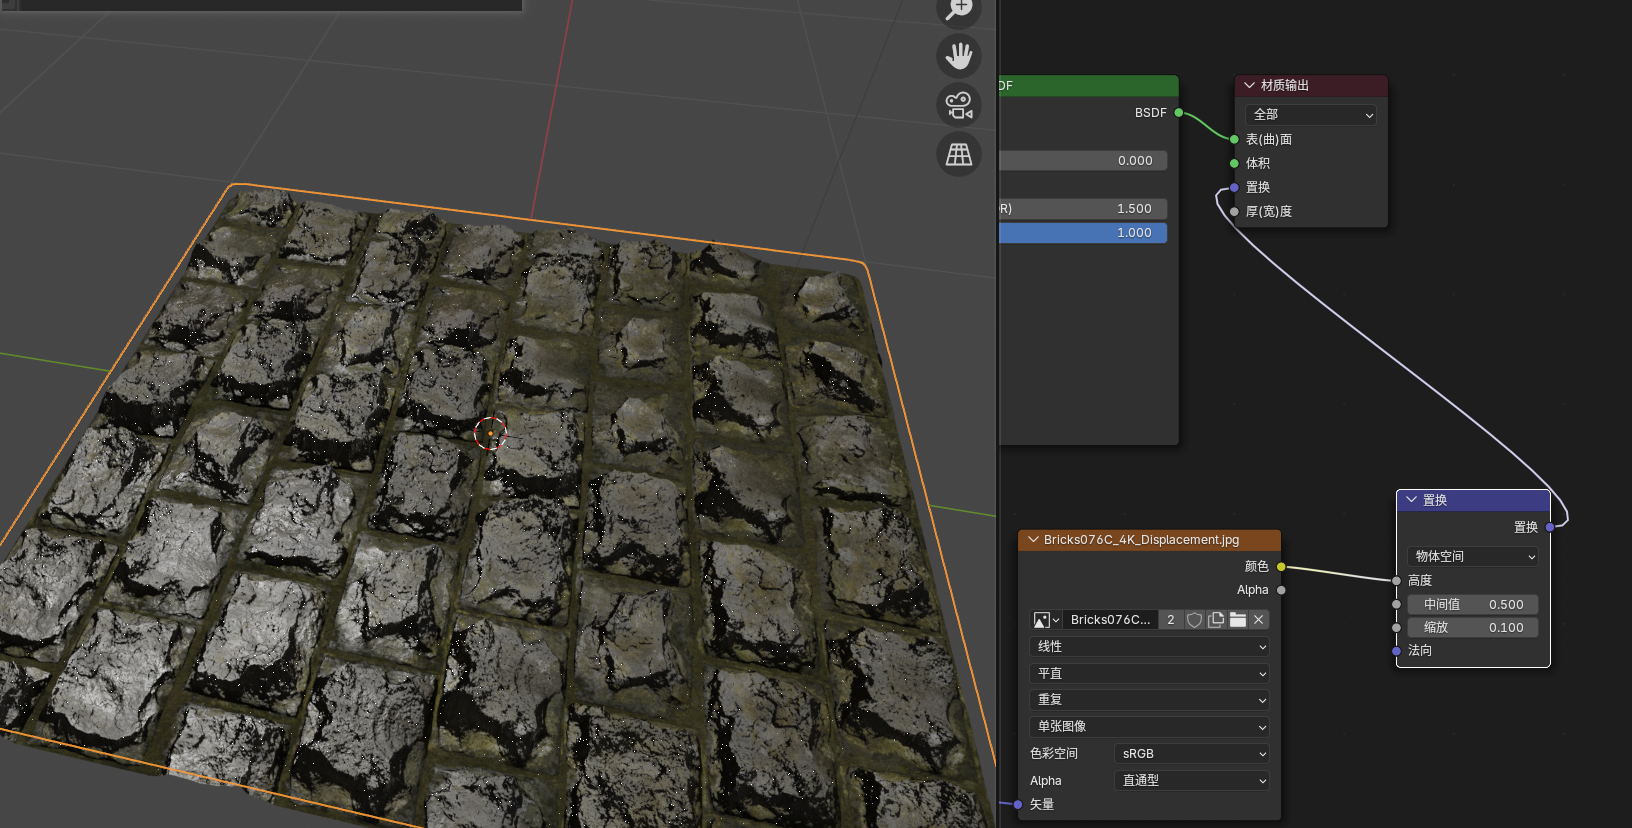 DF
BSDF
0.000
R) 1.500
1.000
材质输出
全部
表(曲)面
体积
置换
厚(宽)度
Bricks076C_4K_Displacement.jpg
颜色
Alpha
Bricks076C... 2
线性
平直
重复
单张图像
色彩空间 sRGB
Alpha 直通型
矢量
置换
置换
物体空间
高度
中间值 0.500
缩放 0.100
法向